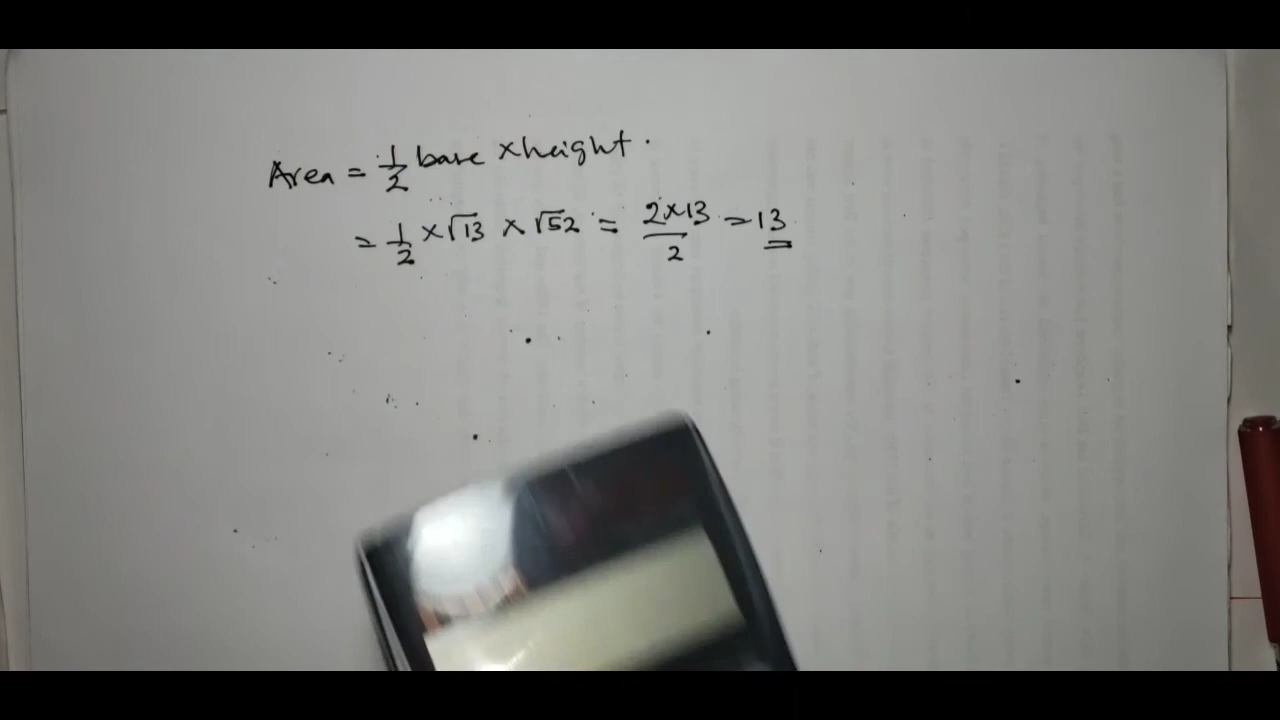 Area = 1/2 base × height.
= 1/2 × √13 × √52 = 2×13/2 = 13